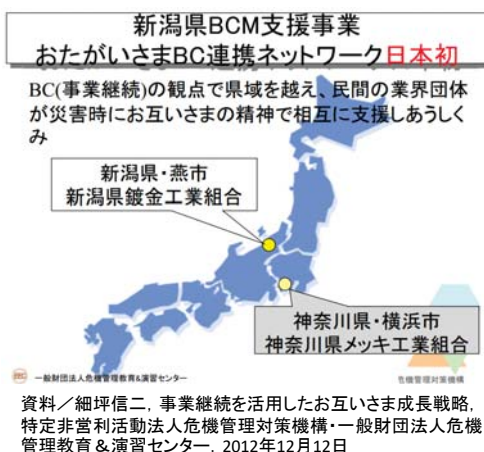 新潟県BCM支援事業
おたがいさまBC連携ネットワーク日本初
BC(事業継続)の観点で県域を越え、民間の業界団体
が災害時にお互いさまの精神で相互に支援しあうしく
み
新潟県・燕市
新潟県鍍金工業組合
神奈川県・横浜市
神奈川県メッキ工業組合
一般財団法人危機管理教育&演習センター
危機管理対策機構
資料／細坪信二，事業継続を活用したお互いさま成長戦略，
特定非営利活動法人危機管理対策機構・一般財団法人危機
管理教育＆演習センター，2012年12月12日